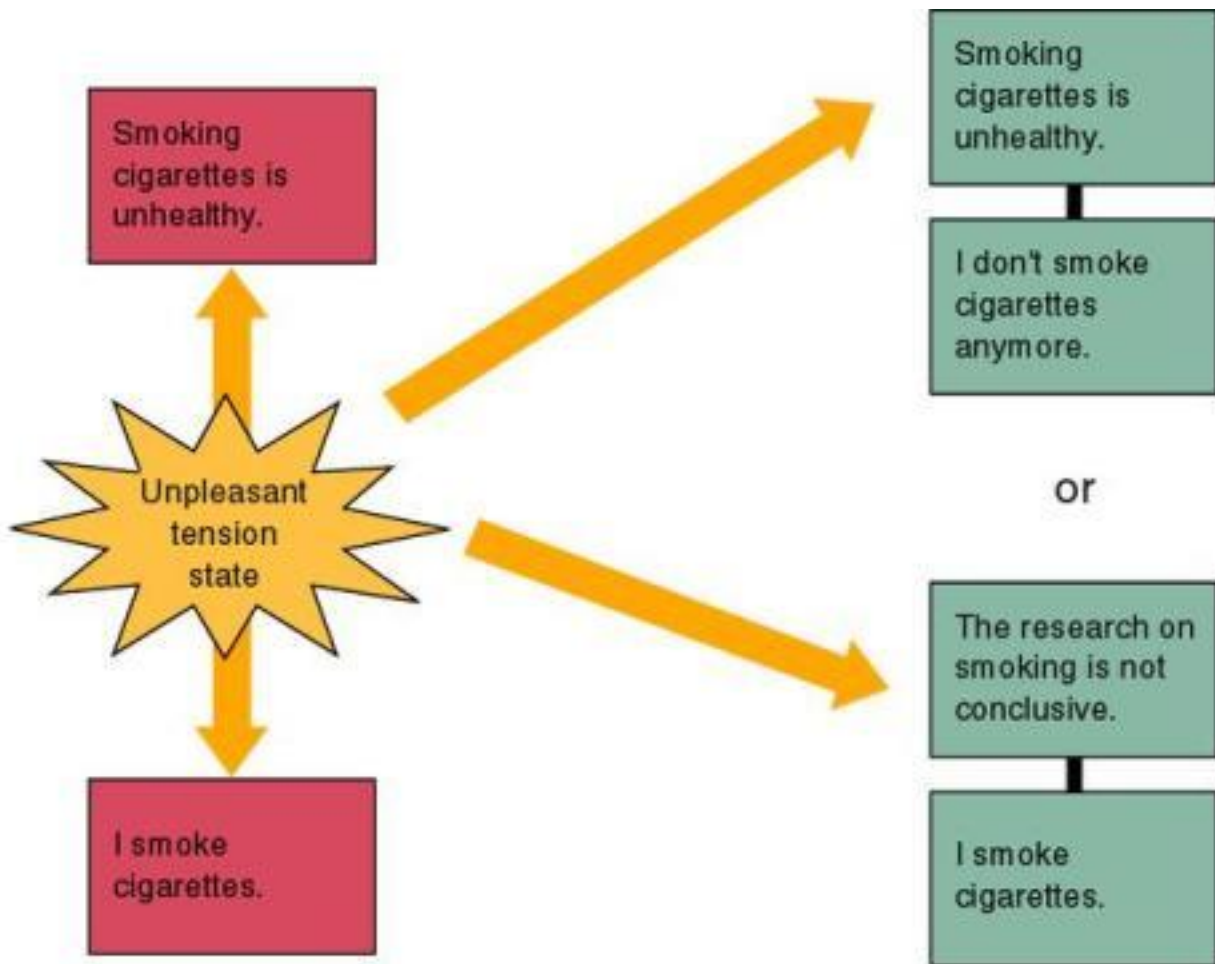 Smoking
cigarettes is
unhealthy.
Unpleasant
tension
state
I smoke
cigarettes.
Smoking
cigarettes is
unhealthy.
I don't smoke
cigarettes
anymore.
or
The research on
smoking is not
conclusive.
I smoke
cigarettes.